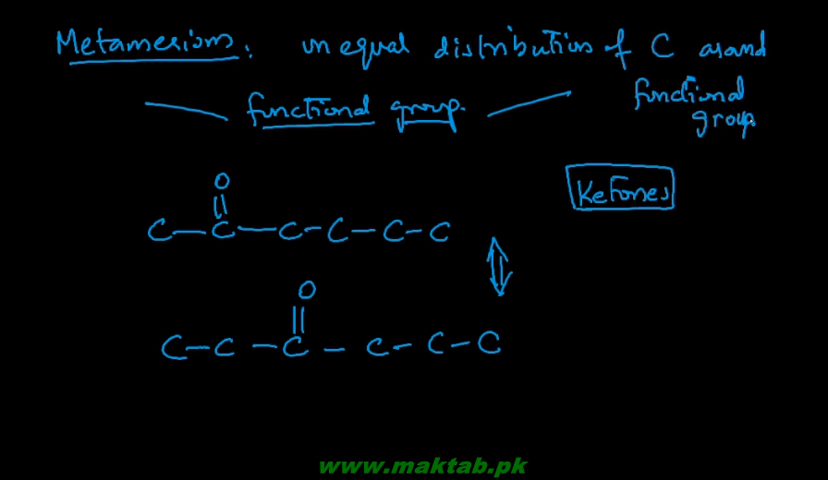 Metamerism: unequal distribution of C around
functional group. functional
group
Ketones
O
||
C-C-C-C-C-C
O
||
C-C-C-C-C-C
www.maktab.pk